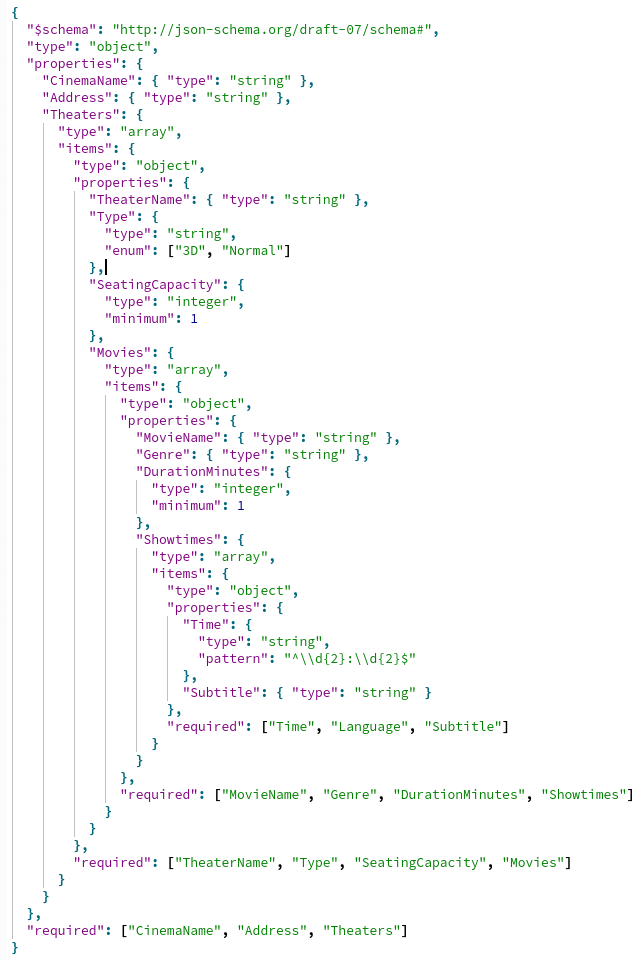 {
  "$schema": "http://json-schema.org/draft-07/schema#",
  "type": "object",
  "properties": {
    "CinemaName": { "type": "string" },
    "Address": { "type": "string" },
    "Theaters": {
      "type": "array",
      "items": {
        "type": "object",
        "properties": {
          "TheaterName": { "type": "string" },
          "Type": {
            "type": "string",
            "enum": ["3D", "Normal"]
          },
          "SeatingCapacity": {
            "type": "integer",
            "minimum": 1
          },
          "Movies": {
            "type": "array",
            "items": {
              "type": "object",
              "properties": {
                "MovieName": { "type": "string" },
                "Genre": { "type": "string" },
                "DurationMinutes": {
                  "type": "integer",
                  "minimum": 1
                },
                "Showtimes": {
                  "type": "array",
                  "items": {
                    "type": "object",
                    "properties": {
                      "Time": {
                        "type": "string",
                        "pattern": "^\\d{2}:\\d{2}$"
                      },
                      "Subtitle": { "type": "string" }
                    },
                    "required": ["Time", "Language", "Subtitle"]
                  }
                }
              },
              "required": ["MovieName", "Genre", "DurationMinutes", "Showtimes"]
            }
          }
        },
        "required": ["TheaterName", "Type", "SeatingCapacity", "Movies"]
      }
    }
  },
  "required": ["CinemaName", "Address", "Theaters"]
}